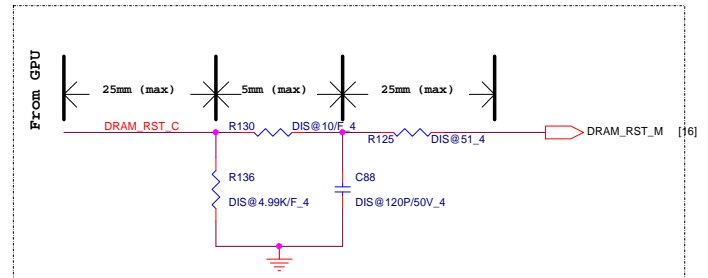 From GPU
25mm (max)
5mm (max)
25mm (max)
DRAM_RST_C
R130
DIS@10/F_4
R125
DIS@51_4
DRAM_RST_M
[16]
R136
DIS@4.99K/F_4
C88
DIS@120P/50V_4